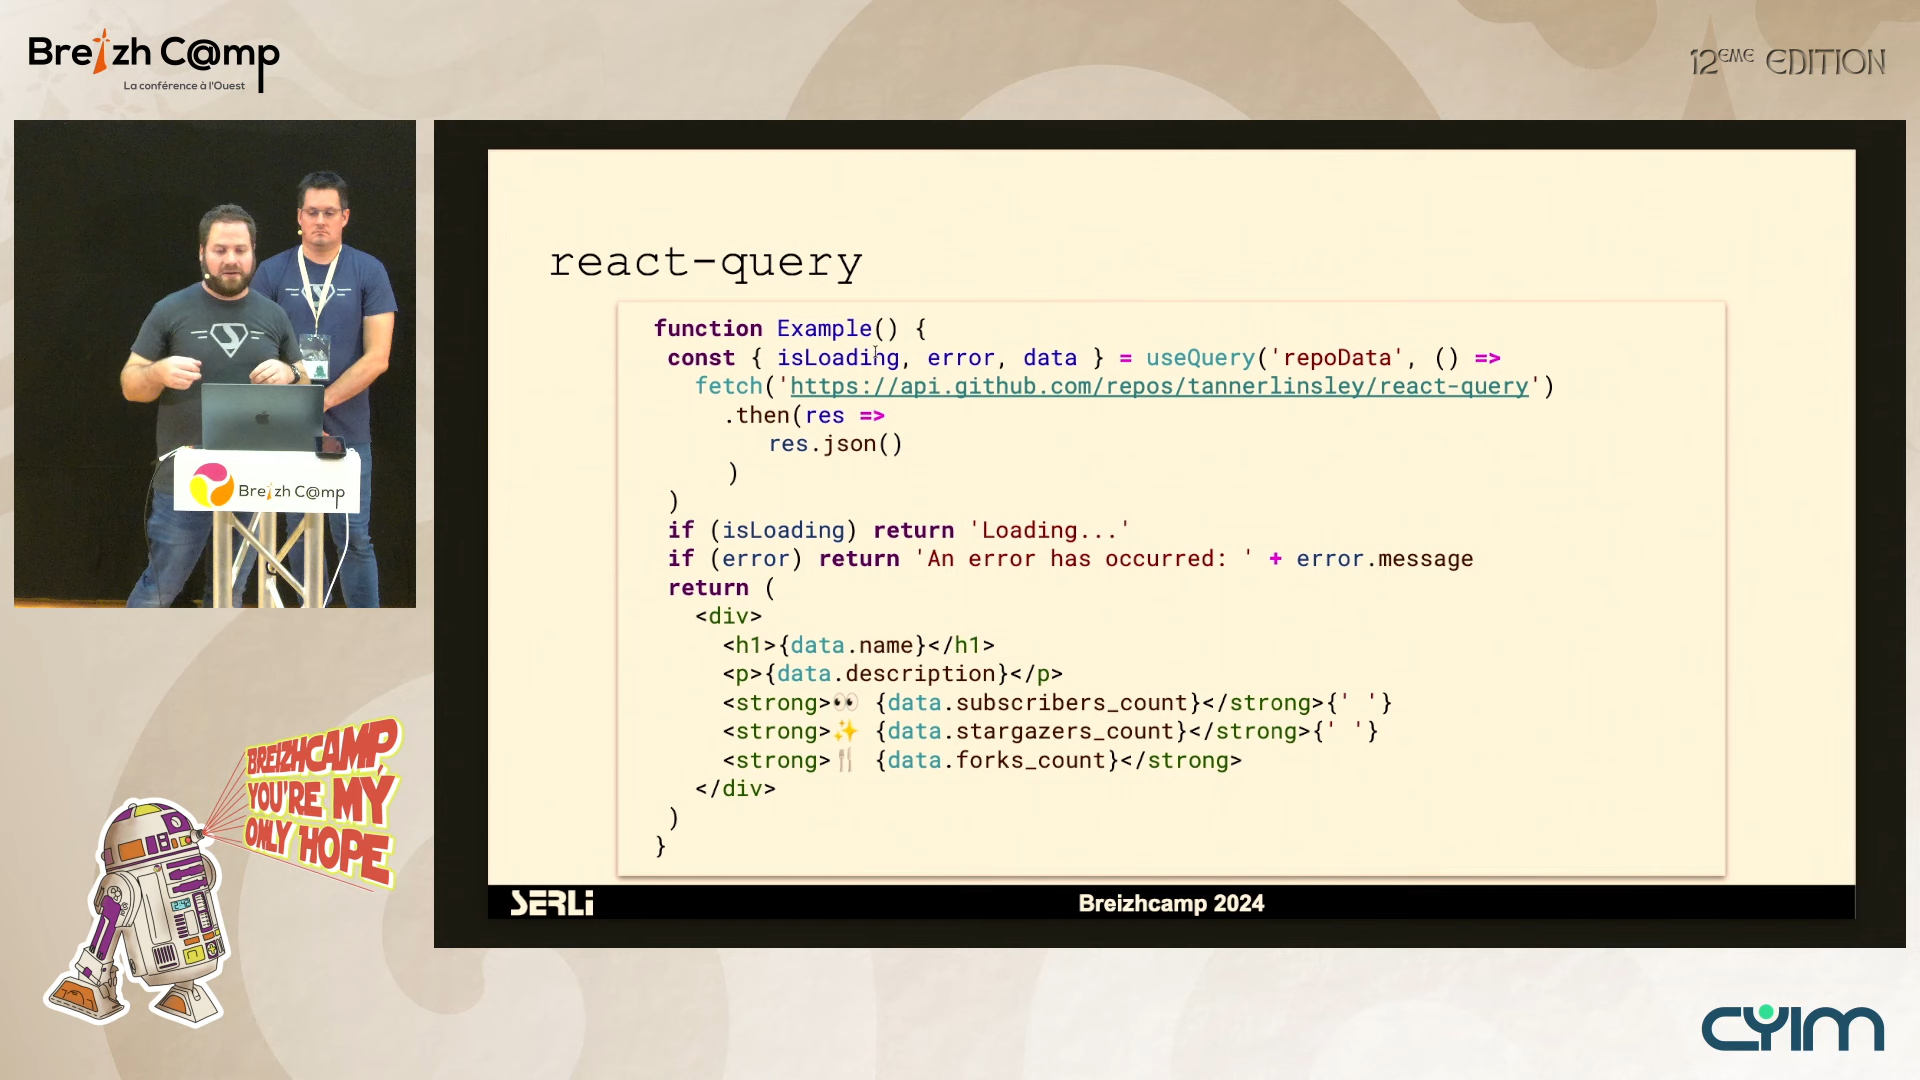 Breizh C@mp
La conférence à l'Ouest
12EME EDITION
react-query
function Example() {
const { isLoading, error, data } = useQuery('repoData', () =>
fetch('https://api.github.com/repos/tannerlinsley/react-query')
.then(res =>
res.json()
)
)
if (isLoading) return 'Loading...'
if (error) return 'An error has occurred: ' + error.message
return (
<div>
<h1>{data.name}</h1>
<p>{data.description}</p>
<strong>👀 {data.subscribers_count}</strong>{' '}
<strong>✨ {data.stargazers_count}</strong>{' '}
<strong>🍴 {data.forks_count}</strong>
</div>
)
}
SERLI
Breizhcamp 2024
Breizh C@mp
BREIZHCAMP,
YOU'RE MY
ONLY HOPE
CYIM